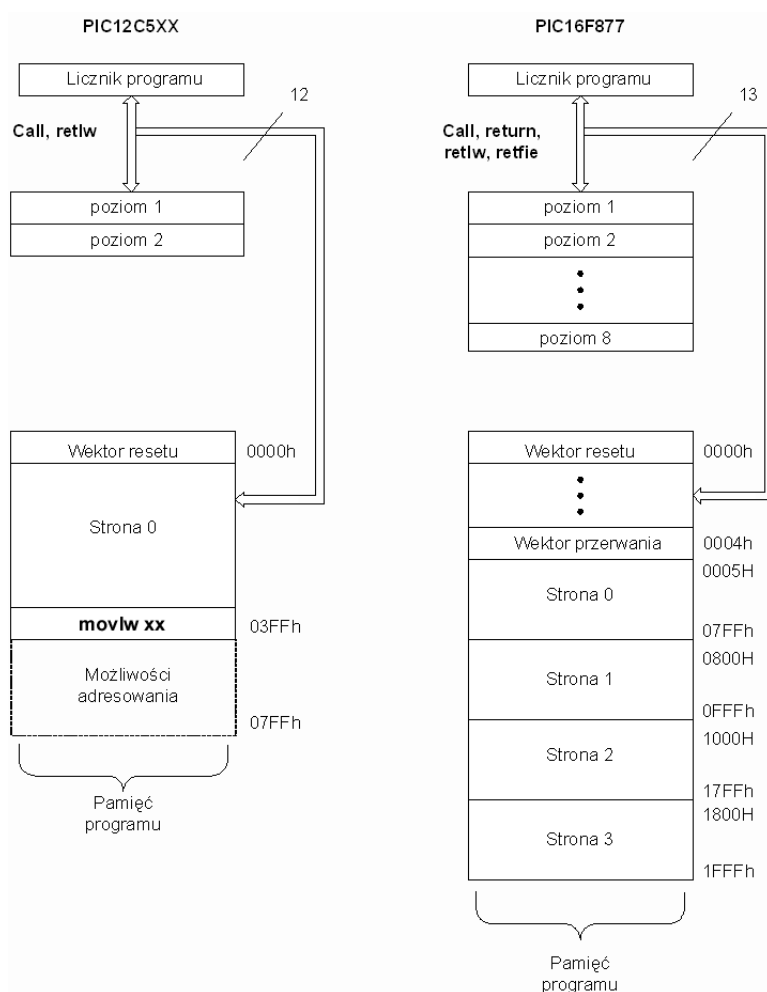 PIC12C5XX
Licznik programu
12
Call, retlw
poziom 1
poziom 2
Wektor resetu
0000h
Strona 0
movlw xx
03FFh
Możliwości
adresowania
07FFh
Pamięć
programu
PIC16F877
Licznik programu
13
Call, return,
retlw, retfie
poziom 1
poziom 2
poziom 8
Wektor resetu
0000h
Wektor przerwania
0004h
0005H
Strona 0
07FFh
0800H
Strona 1
0FFFh
1000H
Strona 2
17FFh
1800H
Strona 3
1FFFh
Pamięć
programu